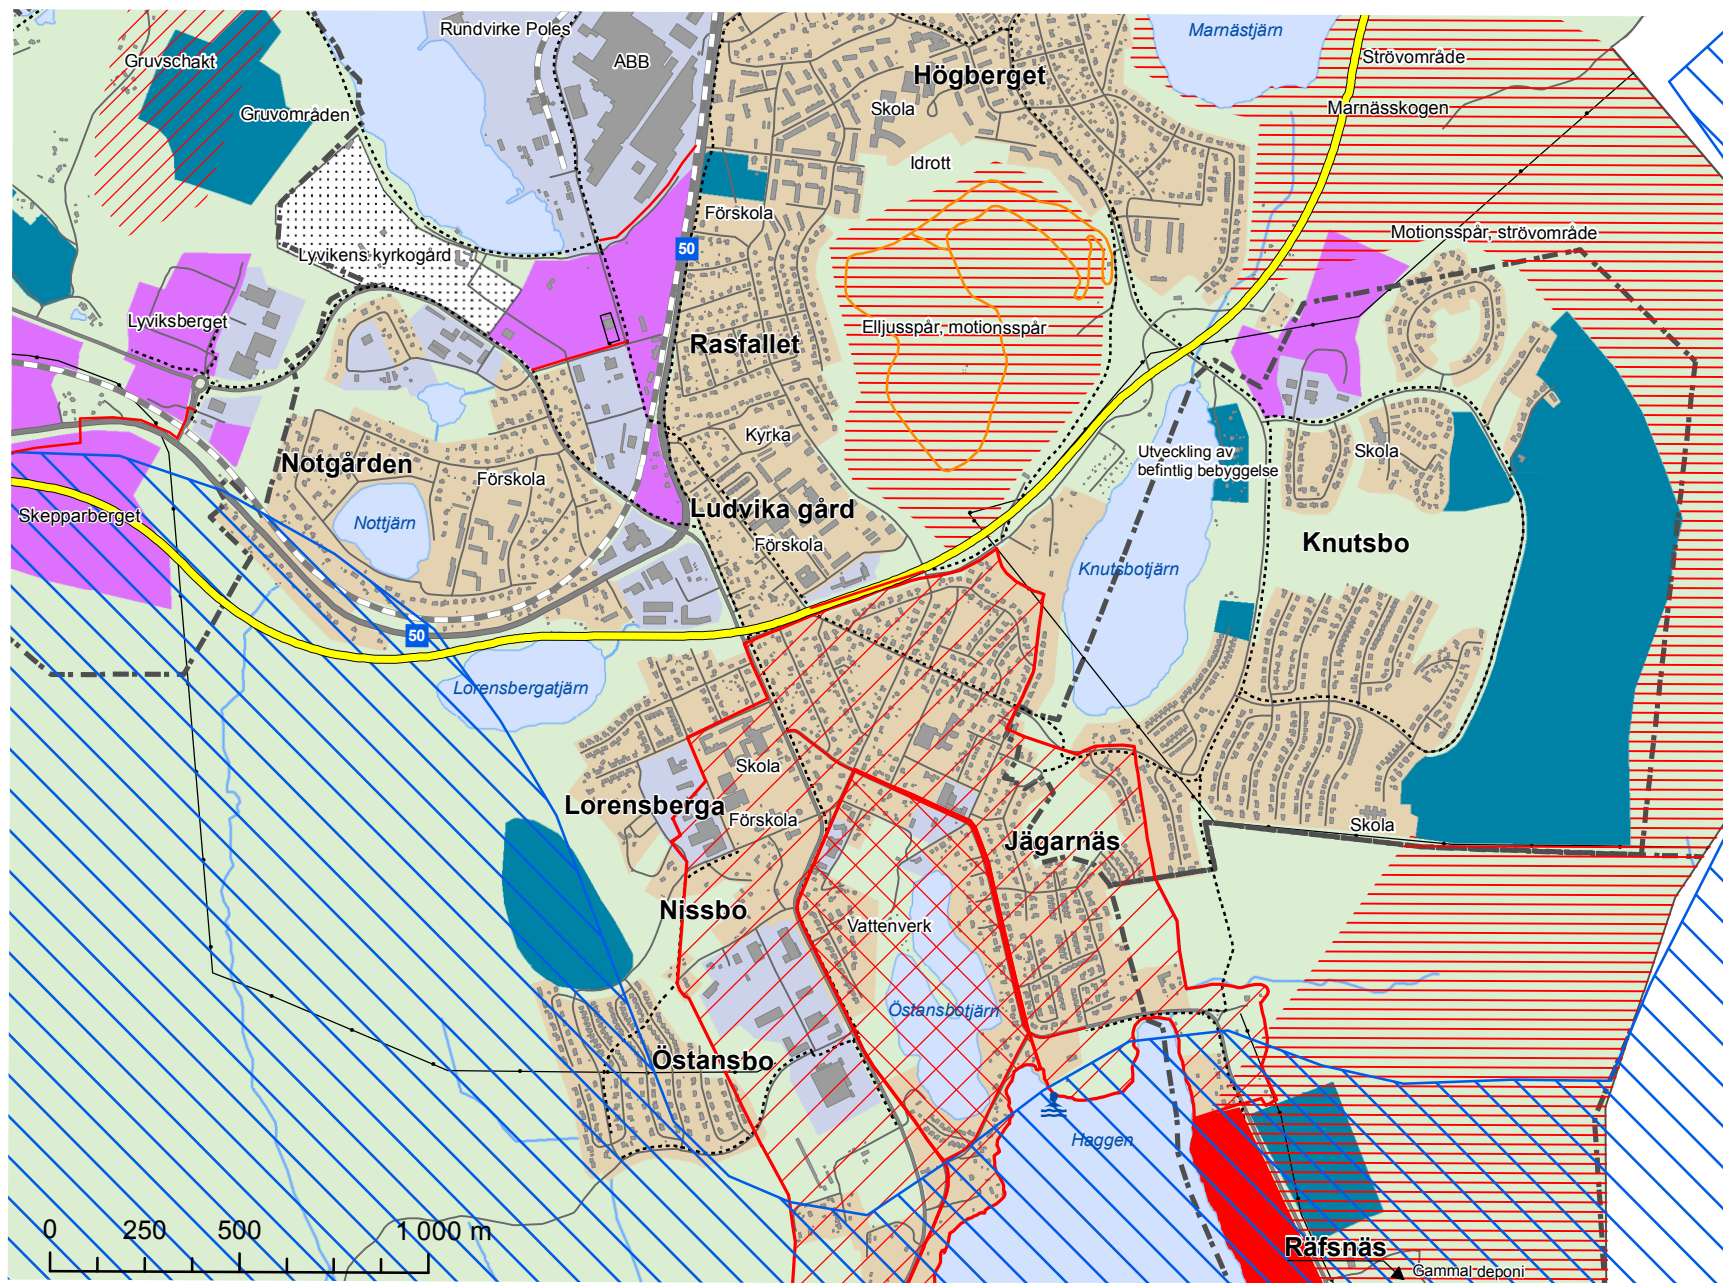 Rundvirke Poles
Marnästjärn
Gruvschakt
ABB
Strövområde
Högberget
Skola
Marnässkogen
Gruvområden
Idrott
Förskola
Motionsspår, strövområde
50
Lyvikens kyrkogård
Lyviksberget
Elljusspår, motionsspår
Rasfallet
Kyrka
Utveckling av
befintlig bebyggelse
Skola
Notgården
Förskola
Skepparberget
Nottjärn
Ludvika gård
Förskola
Knutsbo
Knutsbotjärn
50
Lorensbergatjärn
Skola
Lorensberga
Förskola
Skola
Jägarnäs
Nissbo
Vattenverk
Östansbotjärn
Östansbo
Haggen
0 250 500 1 000 m
Räfsnäs
Gammal deponi